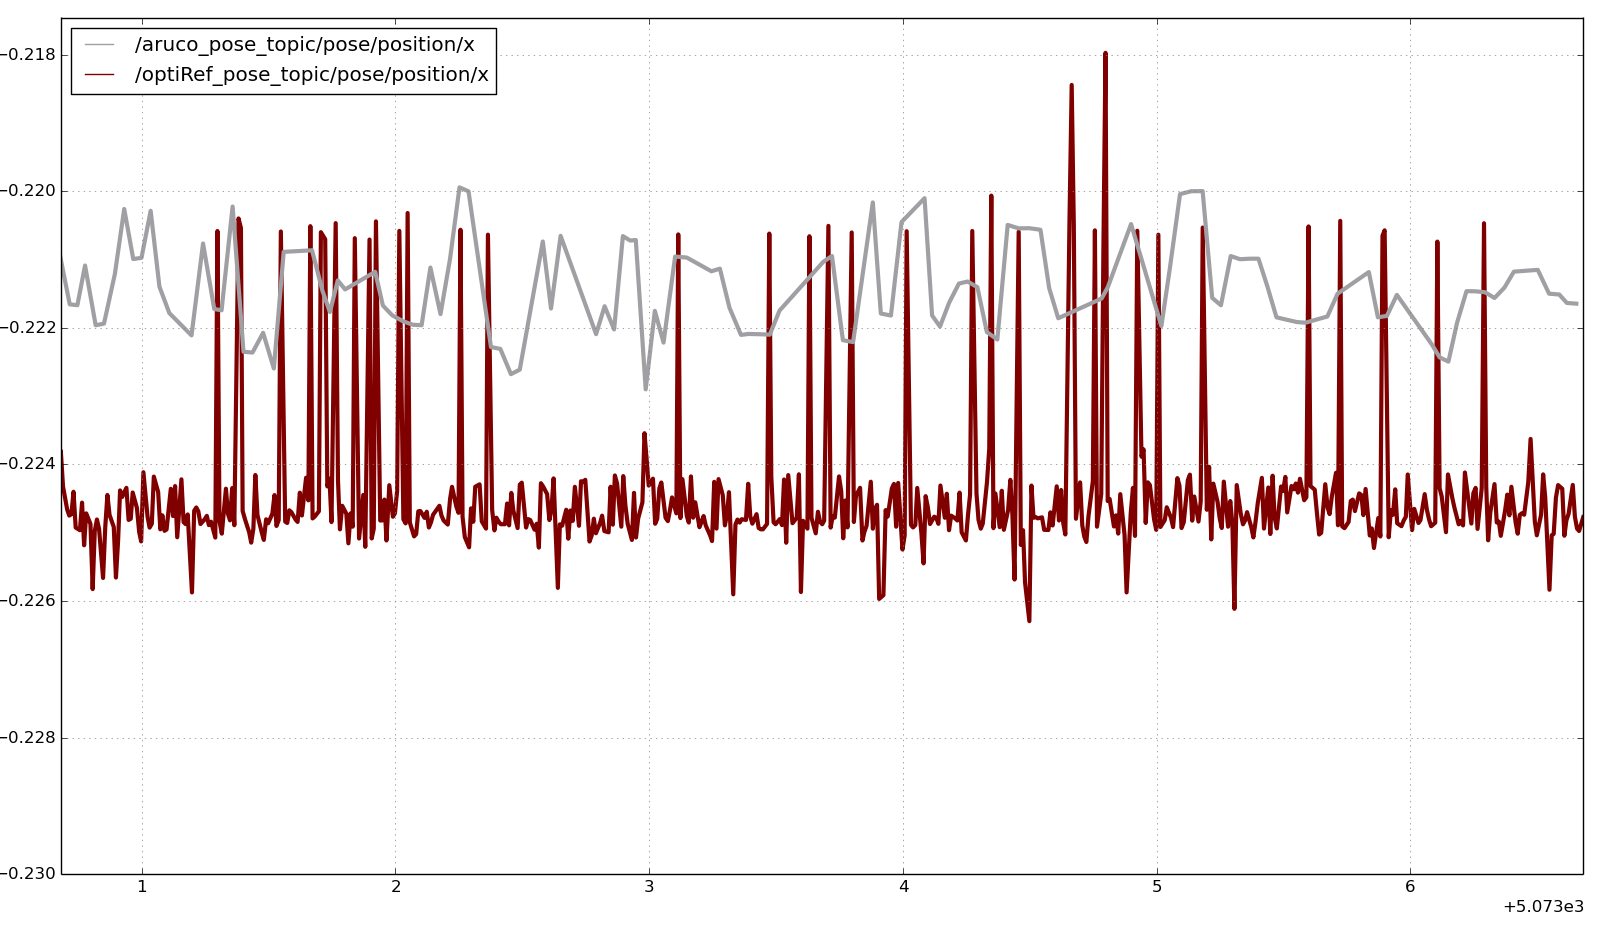 /aruco_pose_topic/pose/position/x
/optiRef_pose_topic/pose/position/x
−0.218
−0.220
−0.222
−0.224
−0.226
−0.228
−0.230
1 2 3 4 5 6
+5.073e3